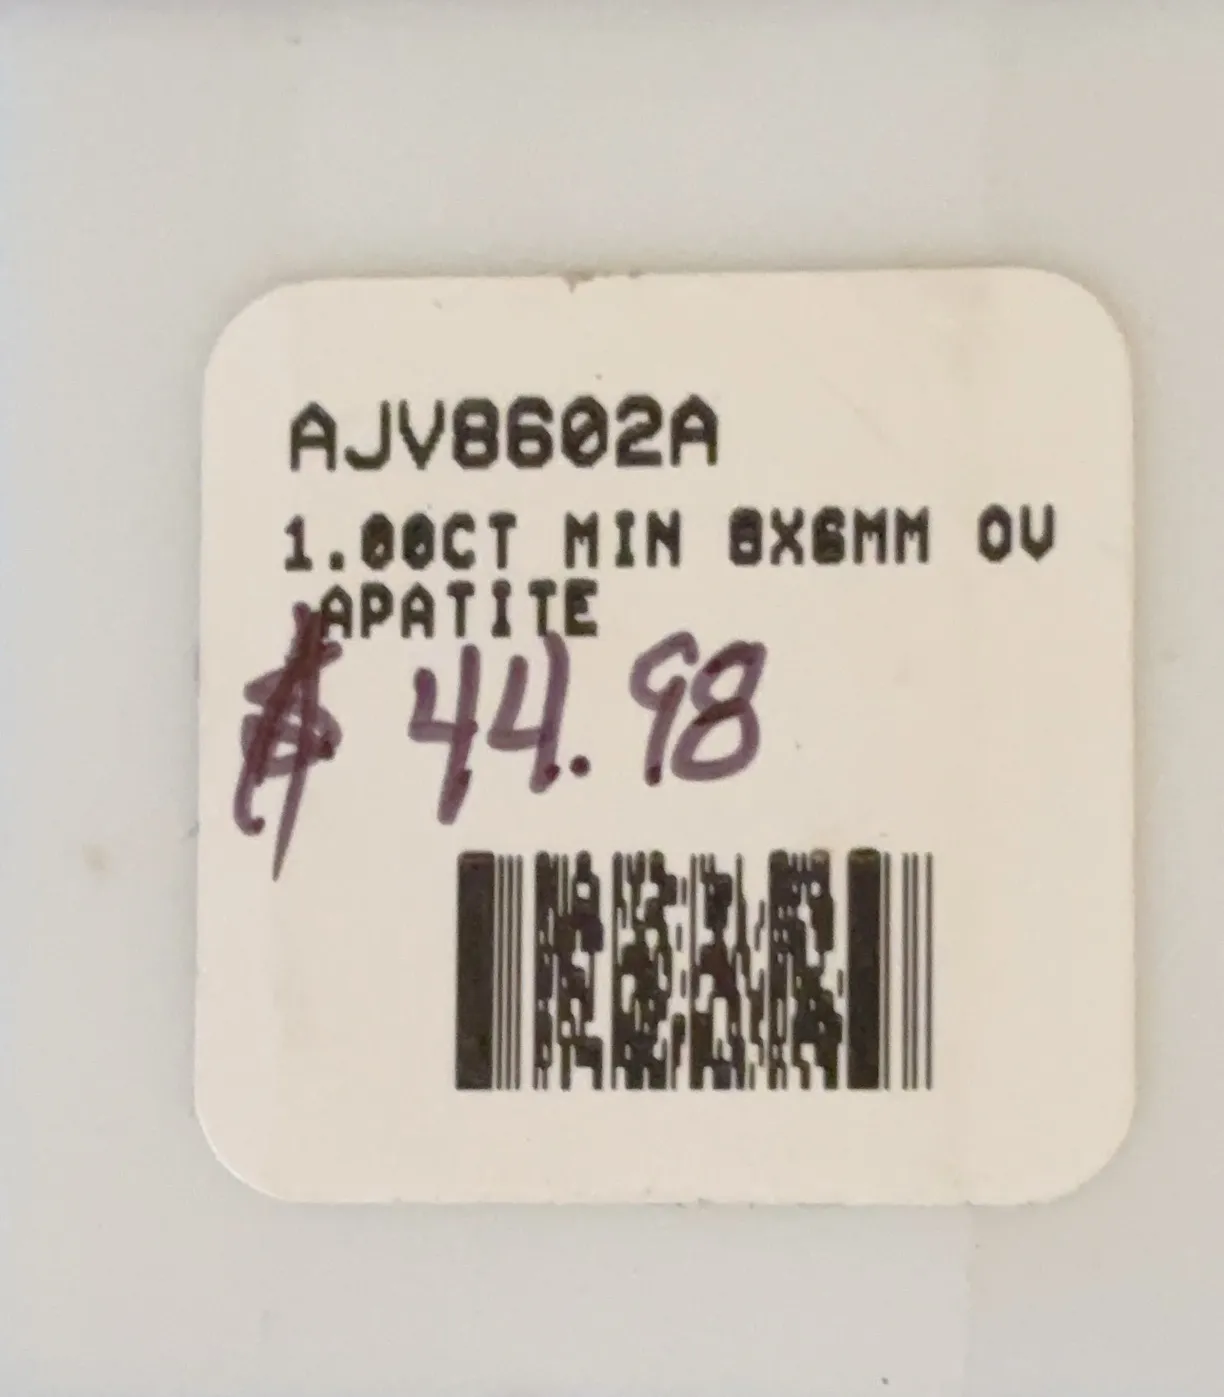 AJV8602A
1.00CT MIN 8X6MM OV
APATITE
$ 44.98